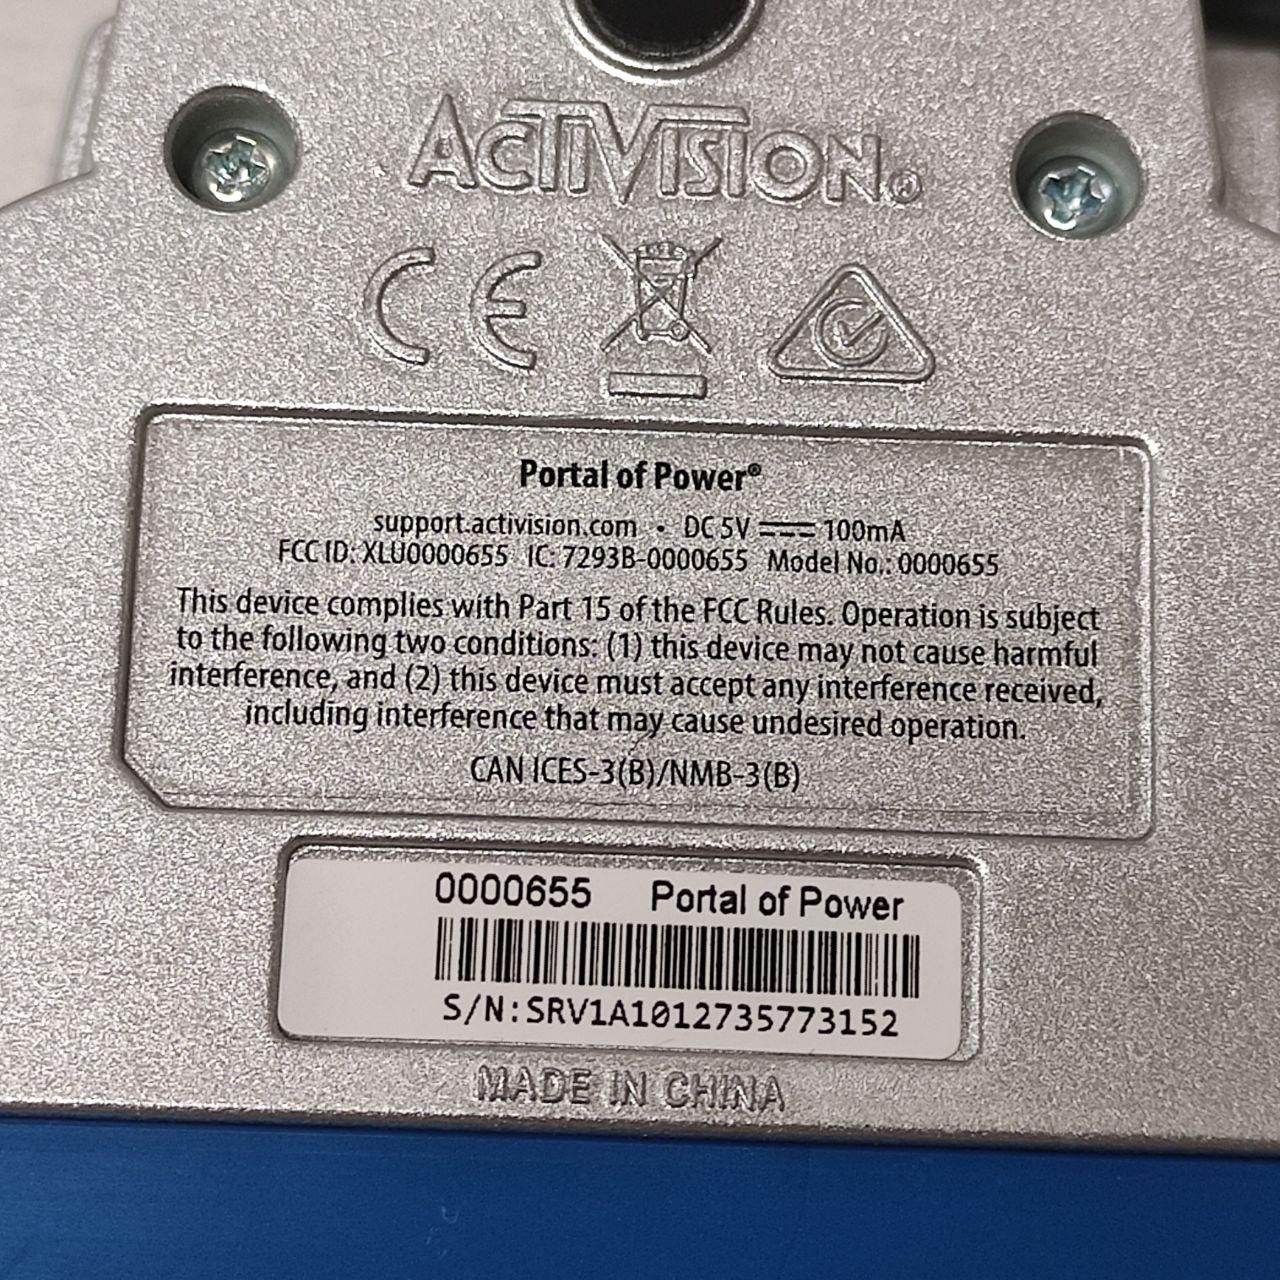 ACTIVISION®
CE
Portal of Power®
support.activision.com • DC 5V ⎓ 100mA
FCC ID: XLU0000655 IC: 7293B-0000655 Model No.: 0000655
This device complies with Part 15 of the FCC Rules. Operation is subject
to the following two conditions: (1) this device may not cause harmful
interference, and (2) this device must accept any interference received,
including interference that may cause undesired operation.
CAN ICES-3(B)/NMB-3(B)
0000655 Portal of Power
S/N:SRV1A1012735773152
MADE IN CHINA